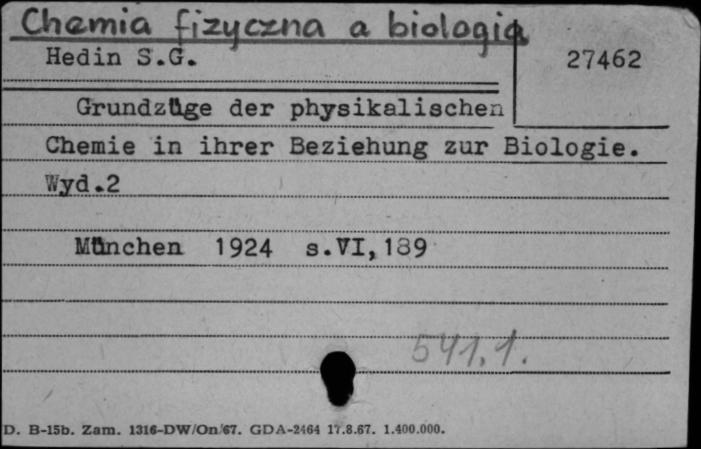 Chemia fizyczna a biologia
Hedin S.G.
27462
Grundzüge der physikalischen
Chemie in ihrer Beziehung zur Biologie.
Wyd.2
München 1924 s.VI,189
541.1.
D. B-15b. Zam. 1316-DW/On/67. GDA-2464 17.8.67. 1.400.000.